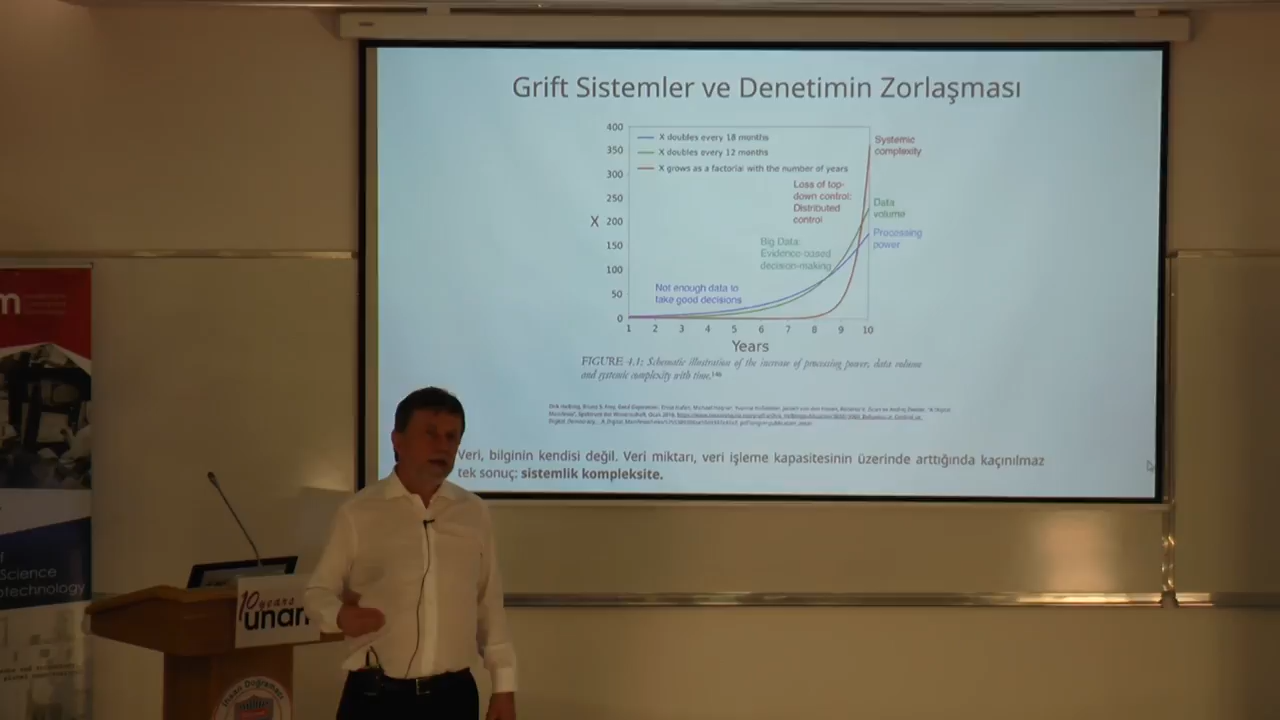 Grift Sistemler ve Denetimin Zorlaşması
400
350
300
250
200
150
100
50
0
X
X doubles every 18 months
X doubles every 12 months
X grows as a factorial with the number of years
Systemic
complexity
Loss of top-
down control:
Distributed
control
Data
volume
Processing
power
Big Data:
Evidence-based
decision-making
Not enough data to
take good decisions
1 2 3 4 5 6 7 8 9 10
Years
FIGURE 4.1: Schematic illustration of the increase of processing power, data volume
and systemic complexity with time.
Veri, bilginin kendisi değil. Veri miktarı, veri işleme kapasitesinin üzerinde arttığında kaçınılmaz
tek sonuç: sistemlik kompleksite.
m
Science
otechnology
10 years
unam
İhsan Doğramacı